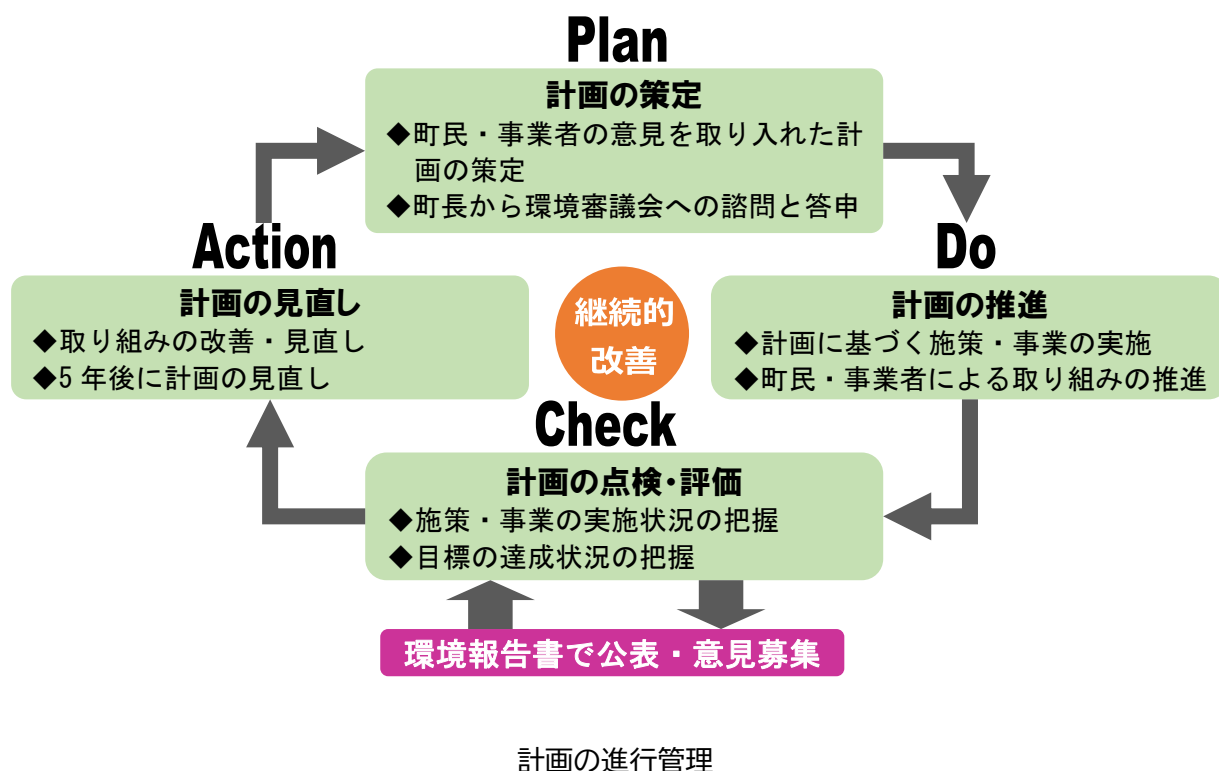 Plan
計画の策定
◆町民・事業者の意見を取り入れた計
画の策定
◆町長から環境審議会への諮問と答申
Action
計画の見直し
◆取り組みの改善・見直し
◆5年後に計画の見直し
継続的
改善
Do
計画の推進
◆計画に基づく施策・事業の実施
◆町民・事業者による取り組みの推進
Check
計画の点検・評価
◆施策・事業の実施状況の把握
◆目標の達成状況の把握
環境報告書で公表・意見募集
計画の進行管理